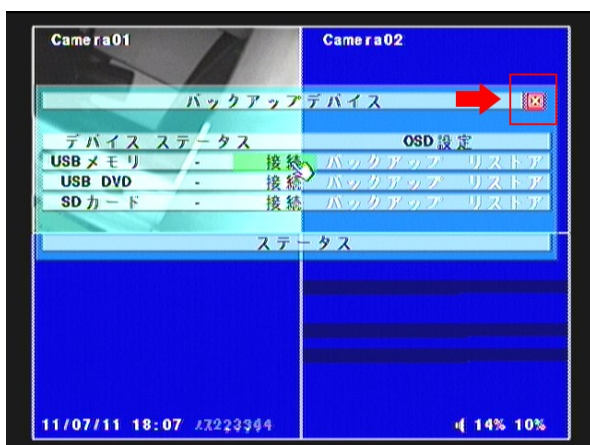 Camera01
Camera02
バックアップデバイス
デバイス ステータス
OSD設定
USBメモリ - 接続 バックアップ リストア
USB DVD - 接続 バックアップ リストア
SDカード - 接続 バックアップ リストア
ステータス
11/07/11 18:07
14% 10%